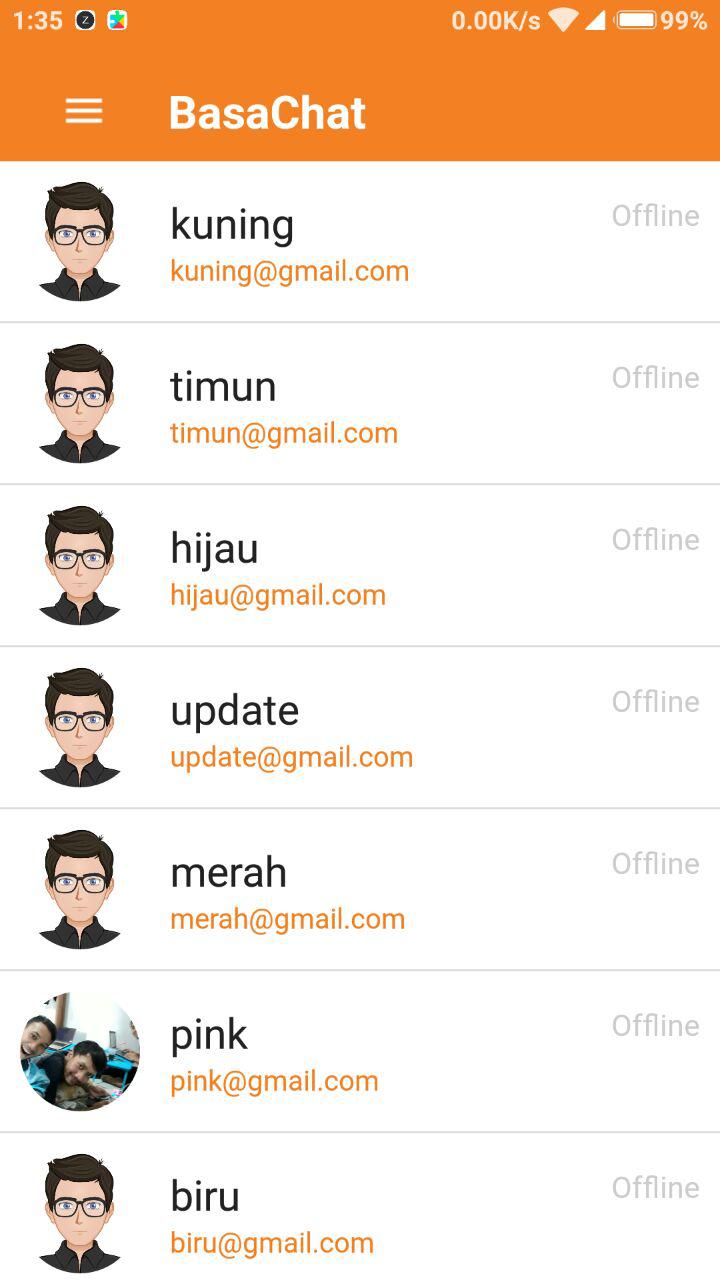 1:35 Z 0.00K/s 99%
BasaChat
kuning
Offline
kuning@gmail.com
timun
Offline
timun@gmail.com
hijau
Offline
hijau@gmail.com
update
Offline
update@gmail.com
merah
Offline
merah@gmail.com
pink
Offline
pink@gmail.com
biru
Offline
biru@gmail.com